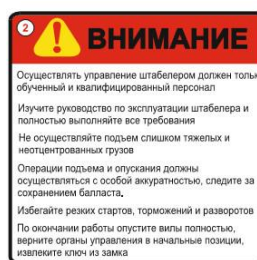 2
ВНИМАНИЕ
Осуществлять управление штабелером должен только
обученный и квалифицированный персонал
Изучите руководство по эксплуатации штабелера и
полностью выполняйте все требования
Не осуществляйте подъем слишком тяжелых и
неотцентрованных грузов
Операции подъема и опускания должны
осуществляться с особой аккуратностью, следите за
сохранением балласта.
Избегайте резких стартов, торможений и разворотов
По окончании работы опустите вилы полностью,
верните органы управления в начальные позиции,
извлеките ключ из замка